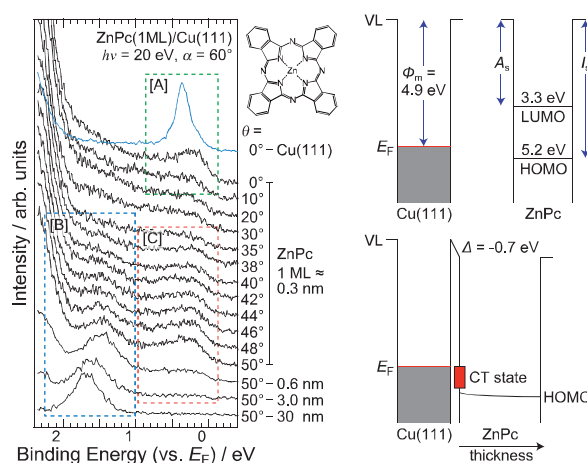 ZnPc(1ML)/Cu(111)
hν = 20 eV, α = 60°
[A]
N
N
N
N
Zn
N
N
N
N
θ =
0° Cu(111)
0°
10°
20°
30°
35°
38°
40°
42°
44°
46°
48°
50°
ZnPc
1 ML ≈
0.3 nm
[B]
[C]
50° 0.6 nm
50° 3.0 nm
50° 30 nm
Intensity / arb. units
2
1
0
Binding Energy (vs. EF) / eV
VL
Φm =
4.9 eV
As
3.3 eV
LUMO
EF
5.2 eV
HOMO
Cu(111)
ZnPc
VL
Δ = -0.7 eV
EF
CT state
HOMO
Cu(111)
ZnPc
thickness